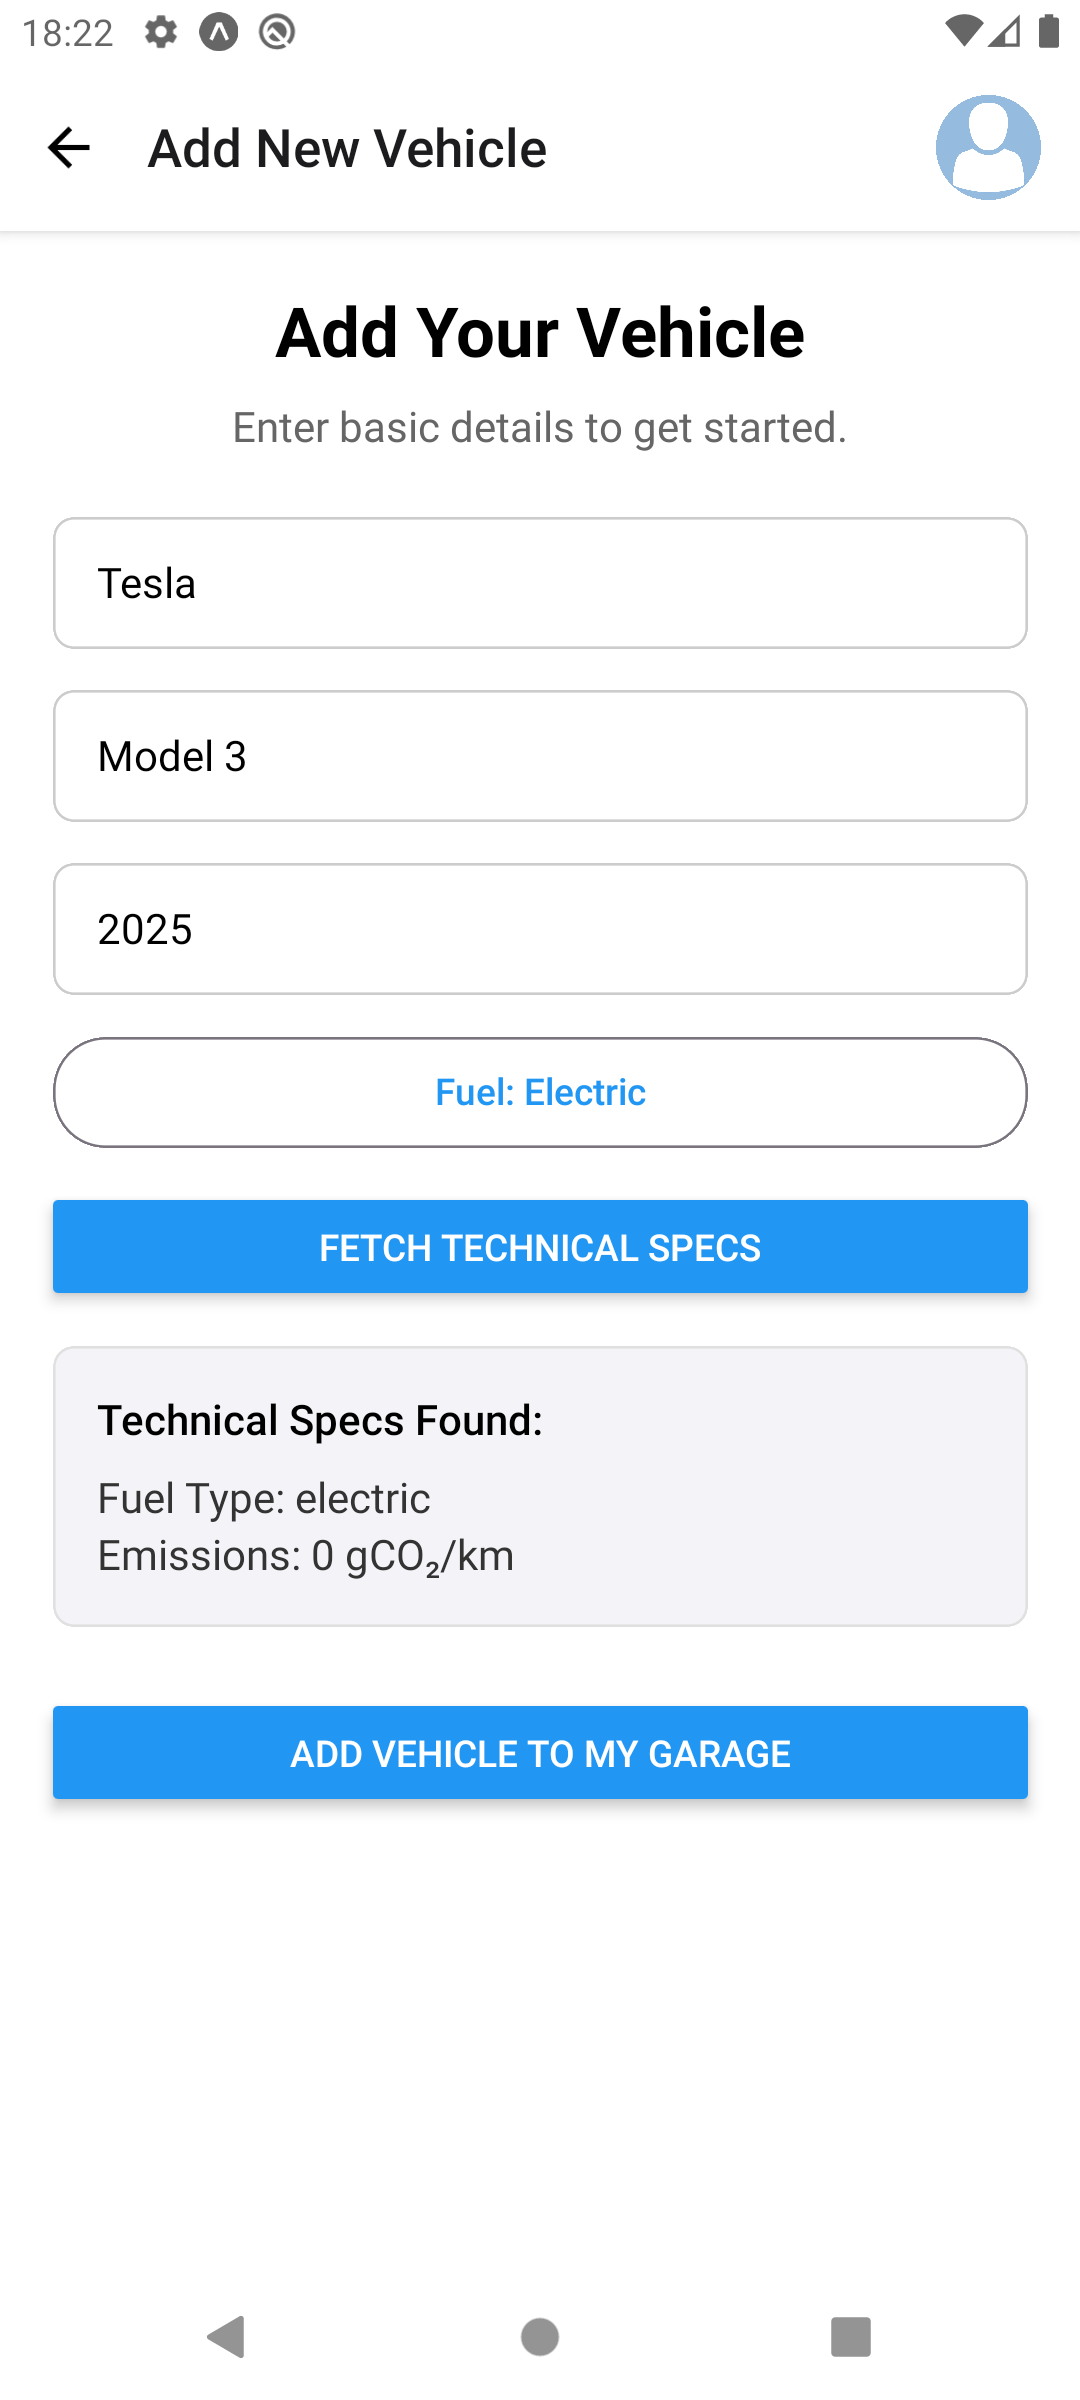 18:22
Add New Vehicle
Add Your Vehicle
Enter basic details to get started.
Tesla
Model 3
2025
Fuel: Electric
FETCH TECHNICAL SPECS
Technical Specs Found:
Fuel Type: electric
Emissions: 0 gCO₂/km
ADD VEHICLE TO MY GARAGE